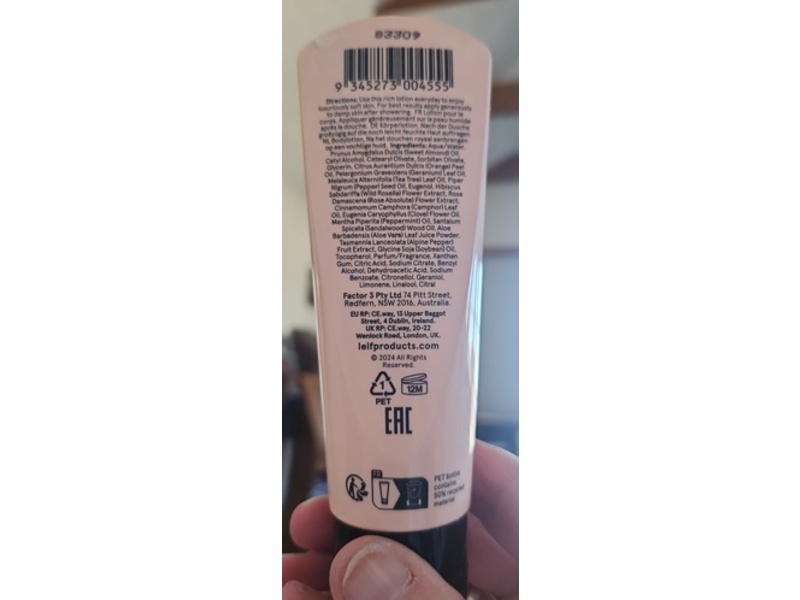 83309
9 345273 004555
Directions: Use this rich lotion everyday to enjoy
luxuriously soft skin. For best results apply generously
to damp skin after showering. FR Lotion pour le
corps. Appliquer généreusement sur la peau humide
après la douche. DE Körperlotion. Nach der Dusche
großzügig auf die noch leicht feuchte Haut auftragen.
NL Bodylotion. Na het douchen royaal aanbrengen
op een vochtige huid. Ingredients: Aqua/Water,
Prunus Amygdalus Dulcis (Sweet Almond) Oil,
Cetyl Alcohol, Cetearyl Olivate, Sorbitan Olivate,
Glycerin, Citrus Aurantium Dulcis (Orange) Peel
Oil, Pelargonium Graveolens (Geranium) Leaf Oil,
Melaleuca Alternifolia (Tea Tree) Leaf Oil, Piper
Nigrum (Pepper) Seed Oil, Eugenol, Hibiscus
Sabdariffa (Wild Rosella) Flower Extract, Rosa
Damascena (Rose Absolute) Flower Extract,
Cinnamomum Camphora (Camphor) Leaf
Oil, Eugenia Caryophyllus (Clove) Flower Oil,
Mentha Piperita (Peppermint) Oil, Santalum
Spicata (Sandalwood) Wood Oil, Aloe
Barbadensis (Aloe Vera) Leaf Juice Powder,
Tasmannia Lanceolata (Alpine Pepper)
Fruit Extract, Glycine Soja (Soybean) Oil,
Tocopherol, Parfum/Fragrance, Xanthan
Gum, Citric Acid, Sodium Citrate, Benzyl
Alcohol, Dehydroacetic Acid, Sodium
Benzoate, Citronellol, Geraniol,
Limonene, Linalool, Citral
Factor 3 Pty Ltd 74 Pitt Street,
Redfern, NSW 2016, Australia.
EU RP: CE.way, 13 Upper Baggot
Street, 4 Dublin, Ireland.
UK RP: CE.way, 20-22
Wenlock Road, London, UK.
leifproducts.com
© 2024 All Rights
Reserved.
1
PET
12M
EAC
FR
PET bottle
contains
50% recycled
material